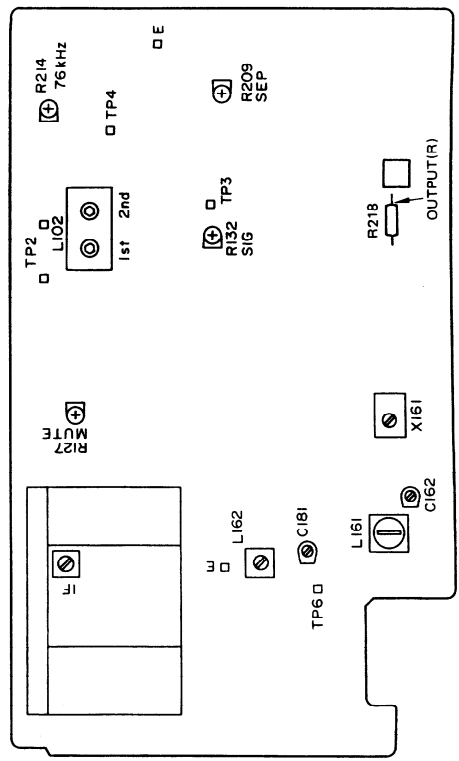 E
R214
76kHz
TP4
R209
SEP
TP2
L102
1st 2nd
TP3
R132
SIG
R218
OUTPUT(R)
R127
MUTE
X161
IF
E
L162
C181
L161
C162
TP6